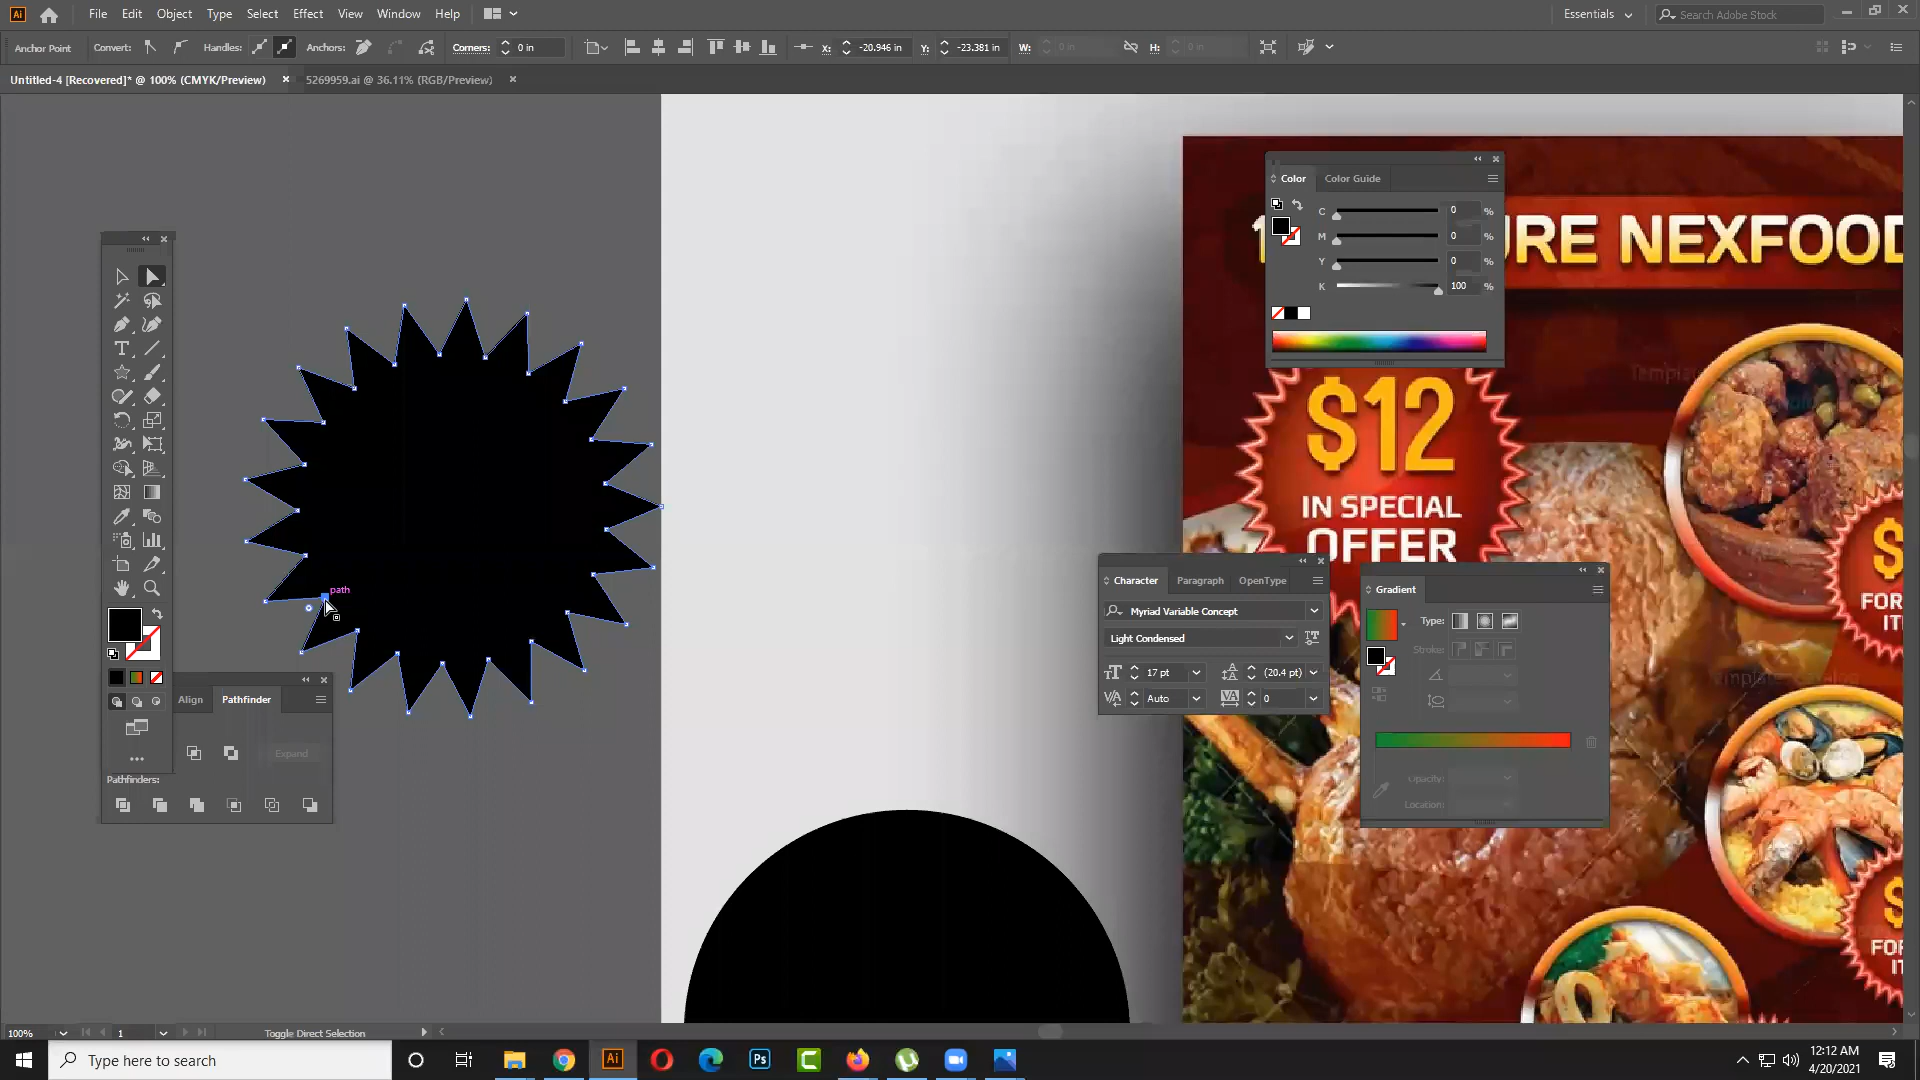 File Edit Object Type Select Effect View Window Help
Essentials
Search Adobe Stock
Anchor Point Convert: Handles: Anchors: Corners: 0 in X: -20.946 in Y: -23.381 in W: 0 in H: 0 in
Untitled-4 [Recovered]* @ 100% (CMYK/Preview) × 5269959.ai @ 36.11% (RGB/Preview) ×
Color Color Guide
C 0 %
M 0 %
Y 0 %
K 100 %
URE NEXFOOD
$12
IN SPECIAL
OFFER
path
Character Paragraph OpenType
Myriad Variable Concept
Light Condensed
17 pt (20.4 pt)
Auto 0
Gradient
Type:
Stroke:
Opacity:
Location:
$
FOR
$
FOR
Align Pathfinder
Expand
Pathfinders:
100% 1 Toggle Direct Selection
Type here to search
12:12 AM
4/20/2021